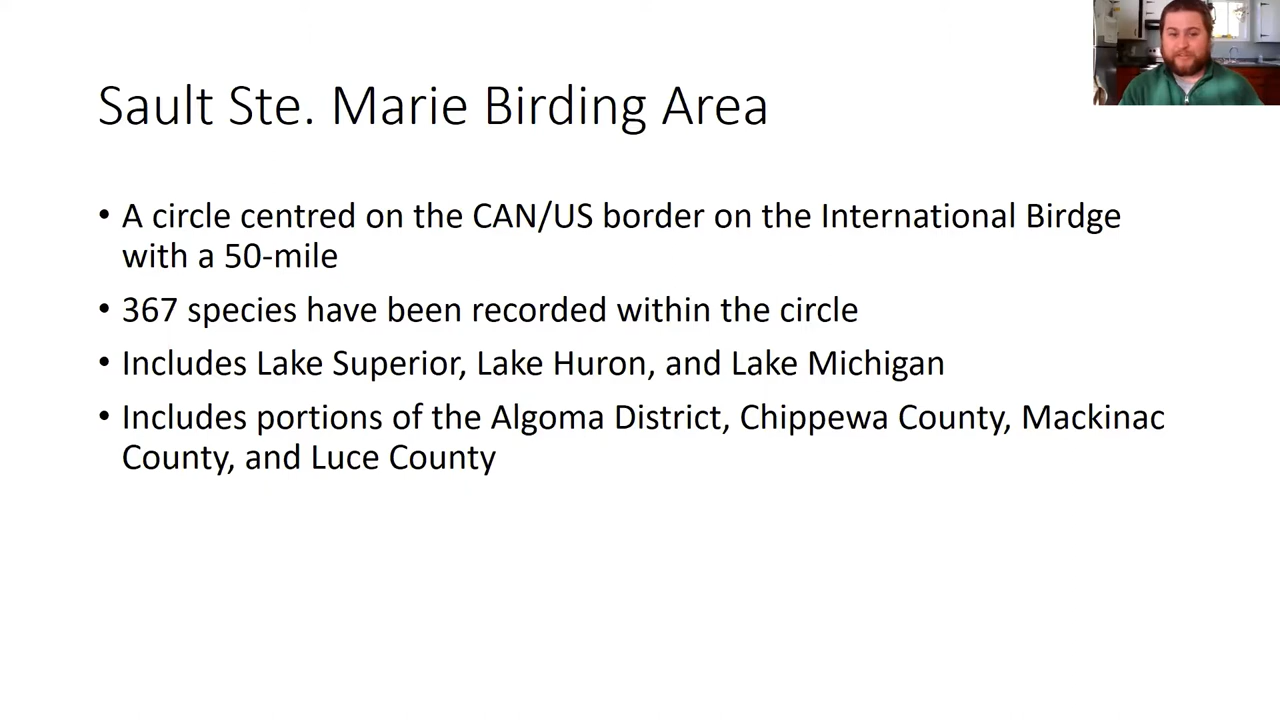 Sault Ste. Marie Birding Area
• A circle centred on the CAN/US border on the International Birdge
with a 50-mile
• 367 species have been recorded within the circle
• Includes Lake Superior, Lake Huron, and Lake Michigan
• Includes portions of the Algoma District, Chippewa County, Mackinac
County, and Luce County